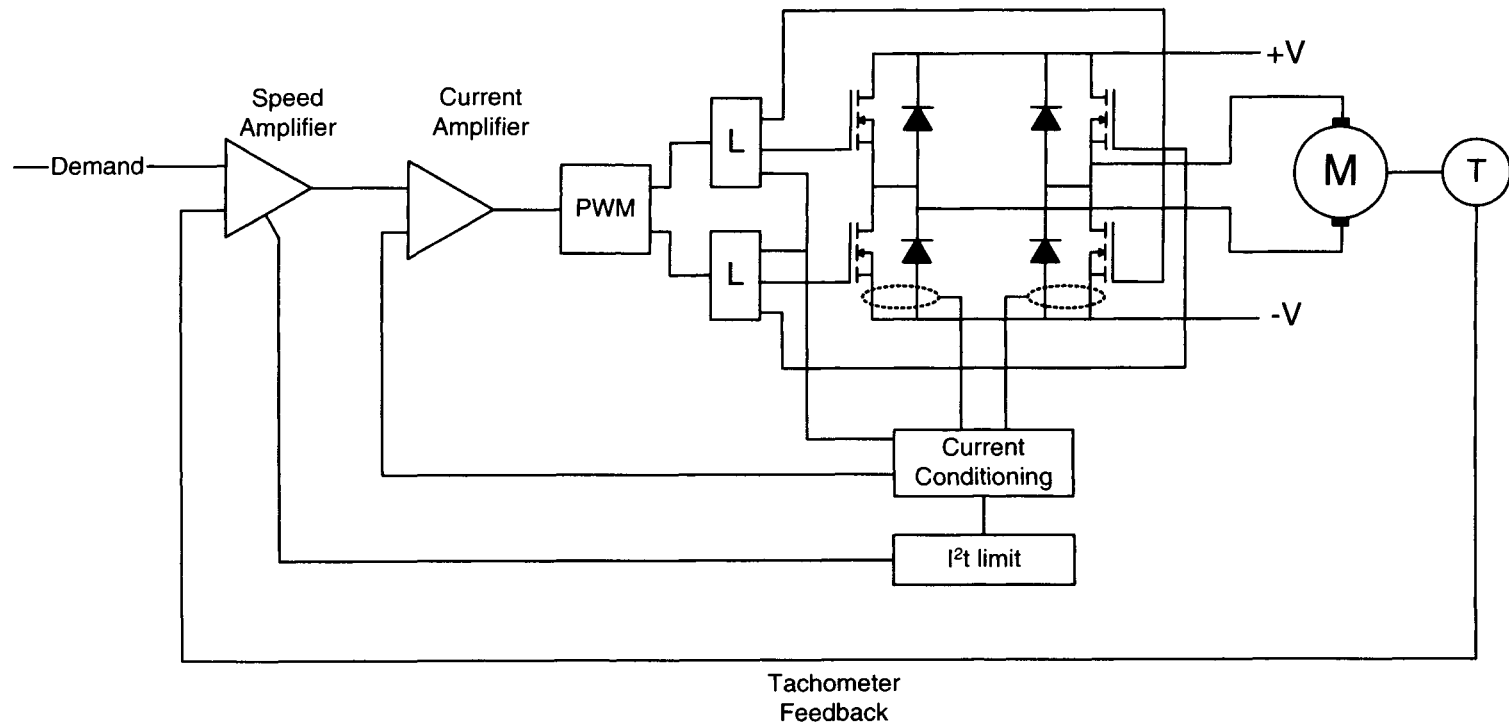 +V
Speed
Amplifier
Current
Amplifier
Demand
L
PWM
L
M
T
-V
Current
Conditioning
I²t limit
Tachometer
Feedback